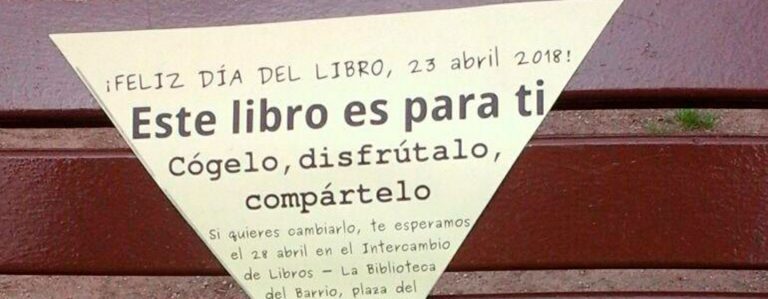 ¡FELIZ DÍA DEL LIBRO, 23 abril 2018!
Este libro es para ti
Cógelo, disfrútalo,
compártelo
Si quieres cambiarlo, te esperamos
el 28 abril en el Intercambio
de Libros – La Biblioteca
del Barrio, plaza del